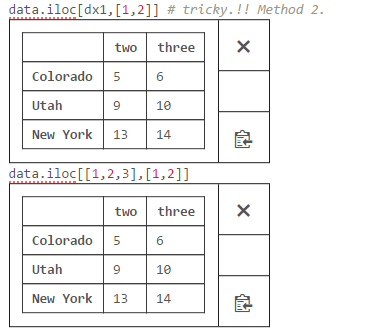 data.iloc[dx1,[1,2]] # tricky.!! Method 2.
two three
Colorado 5 6
Utah 9 10
New York 13 14
data.iloc[[1,2,3],[1,2]]
two three
Colorado 5 6
Utah 9 10
New York 13 14